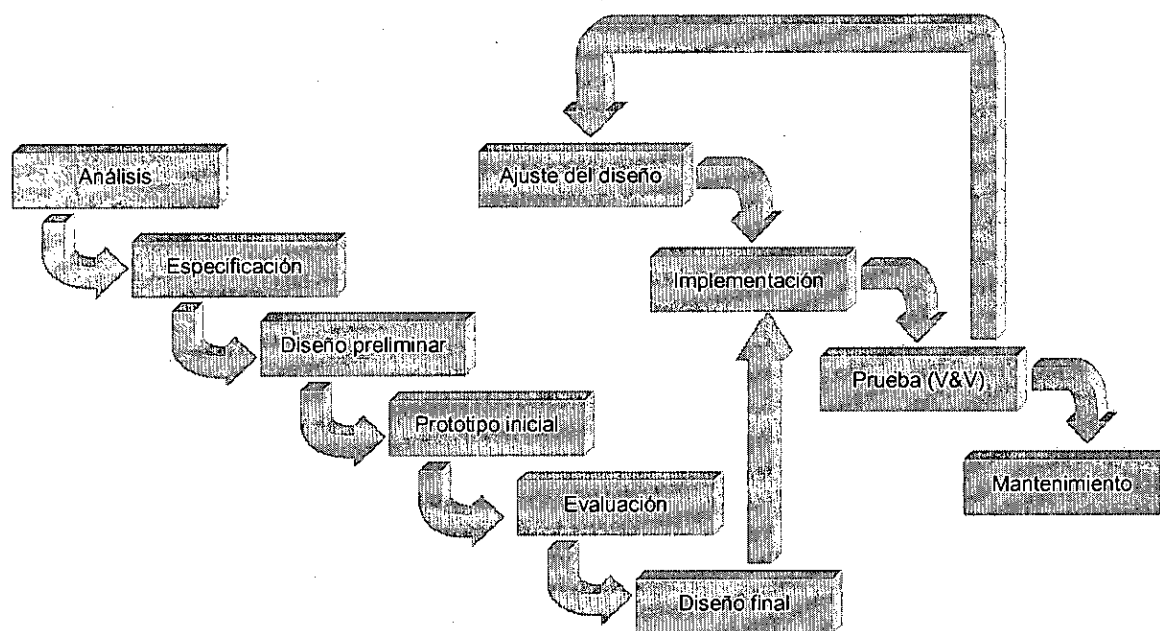 Análisis
Especificación
Diseño preliminar
Prototipo inicial
Evaluación
Diseño final
Ajuste del diseño
Implementación
Prueba (V&V)
Mantenimiento